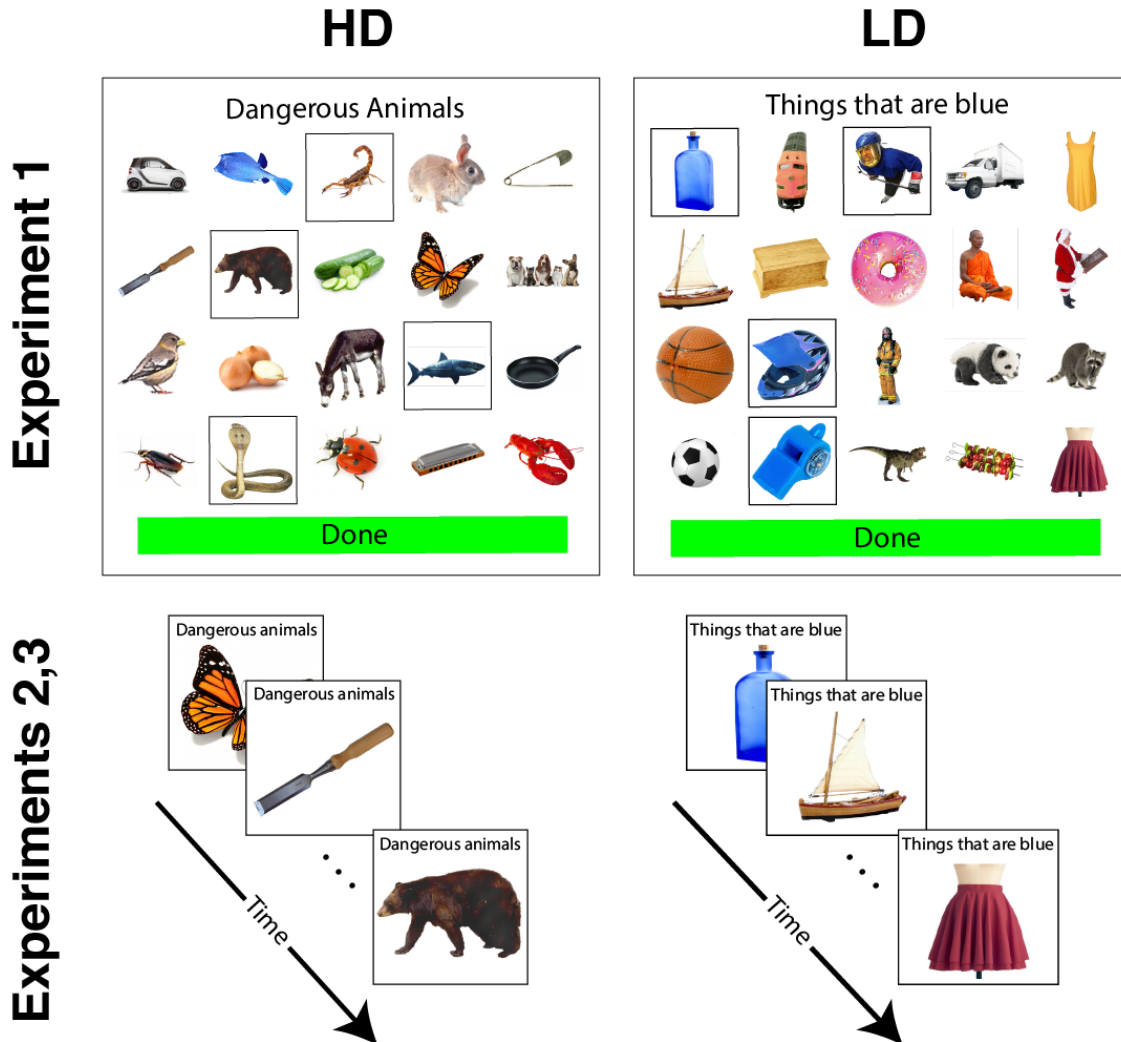 HD
LD
Experiment 1
Dangerous Animals
Done
Things that are blue
Done
Experiments 2,3
Dangerous animals
Dangerous animals
Dangerous animals
Time
Things that are blue
Things that are blue
Things that are blue
Time